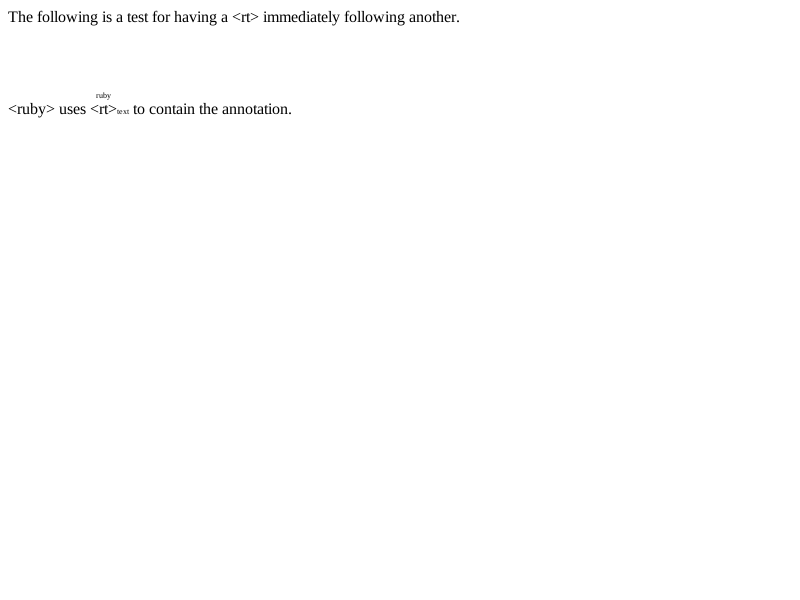 The following is a test for having a <rt> immediately following another.
ruby
<ruby> uses <rt>text to contain the annotation.